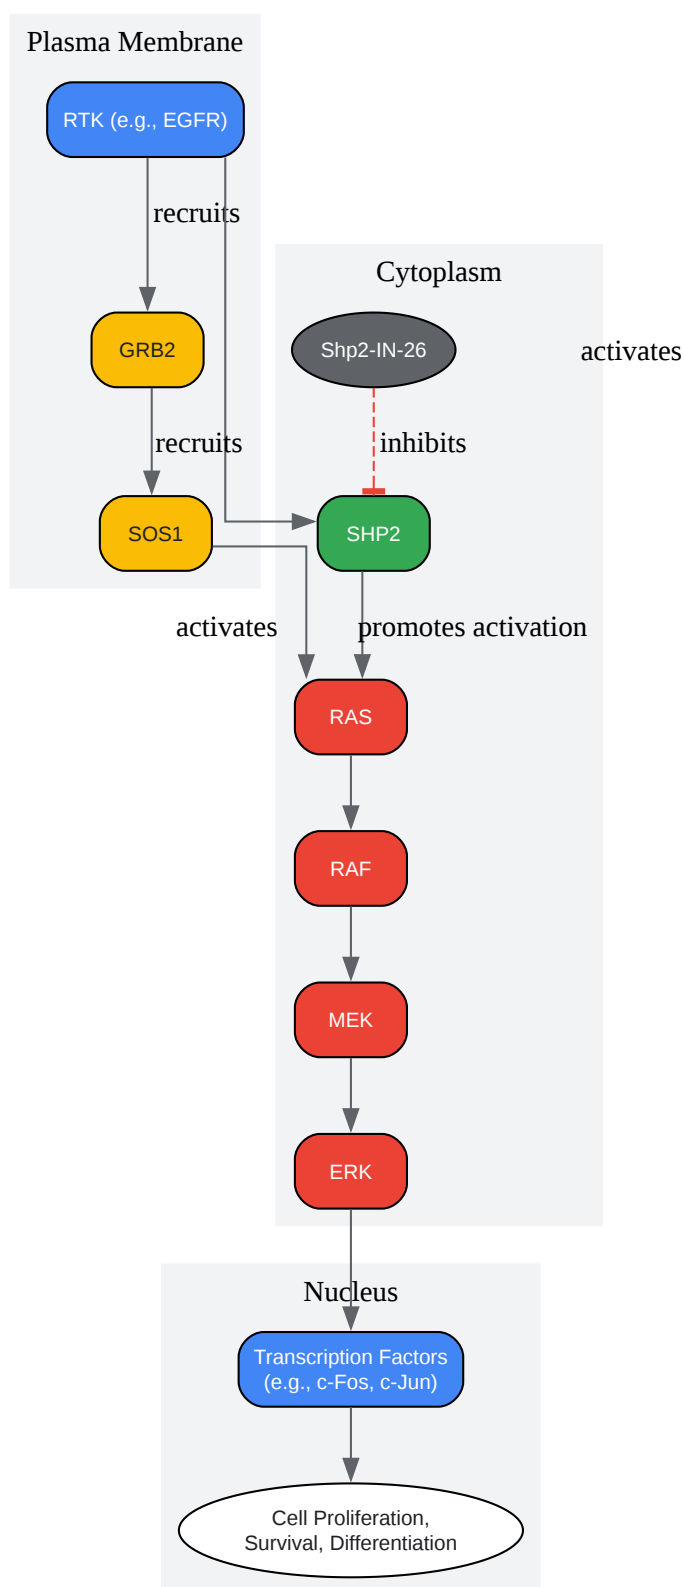 Plasma Membrane
RTK (e.g., EGFR)
recruits
Cytoplasm
GRB2
Shp2-IN-26
activates
recruits
inhibits
SOS1
SHP2
activates
promotes activation
RAS
RAF
MEK
ERK
Nucleus
Transcription Factors
(e.g., c-Fos, c-Jun)
Cell Proliferation,
Survival, Differentiation